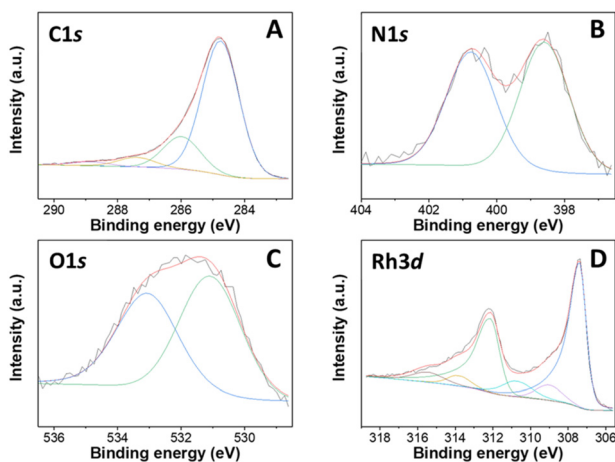 C1s A
Intensity (a.u.)
290 288 286 284
Binding energy (eV)
N1s B
Intensity (a.u.)
404 402 400 398
Binding energy (eV)
O1s C
Intensity (a.u.)
536 534 532 530
Binding energy (eV)
Rh3d D
Intensity (a.u.)
318 316 314 312 310 308 306
Binding energy (eV)